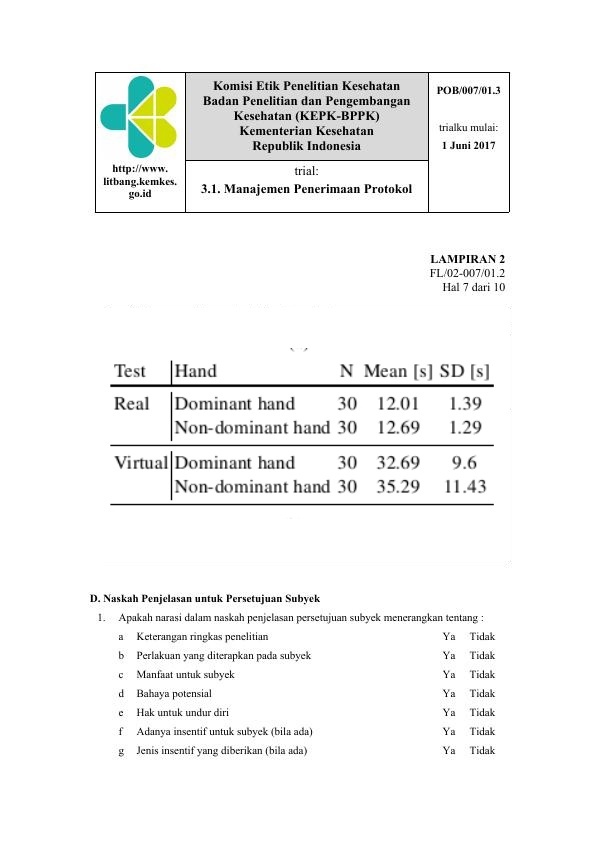 Komisi Etik Penelitian Kesehatan
Badan Penelitian dan Pengembangan
Kesehatan (KEPK-BPPK)
Kementerian Kesehatan
Republik Indonesia
POB/007/01.3
trialku mulai:
1 Juni 2017
http://www.
litbang.kemkes.
go.id
trial:
3.1. Manajemen Penerimaan Protokol
LAMPIRAN 2
FL/02-007/01.2
Hal 7 dari 10
Test Hand N Mean [s] SD [s]
Real Dominant hand 30 12.01 1.39
Non-dominant hand 30 12.69 1.29
Virtual Dominant hand 30 32.69 9.6
Non-dominant hand 30 35.29 11.43
D. Naskah Penjelasan untuk Persetujuan Subyek
1. Apakah narasi dalam naskah penjelasan persetujuan subyek menerangkan tentang :
a Keterangan ringkas penelitian Ya Tidak
b Perlakuan yang diterapkan pada subyek Ya Tidak
c Manfaat untuk subyek Ya Tidak
d Bahaya potensial Ya Tidak
e Hak untuk undur diri Ya Tidak
f Adanya insentif untuk subyek (bila ada) Ya Tidak
g Jenis insentif yang diberikan (bila ada) Ya Tidak